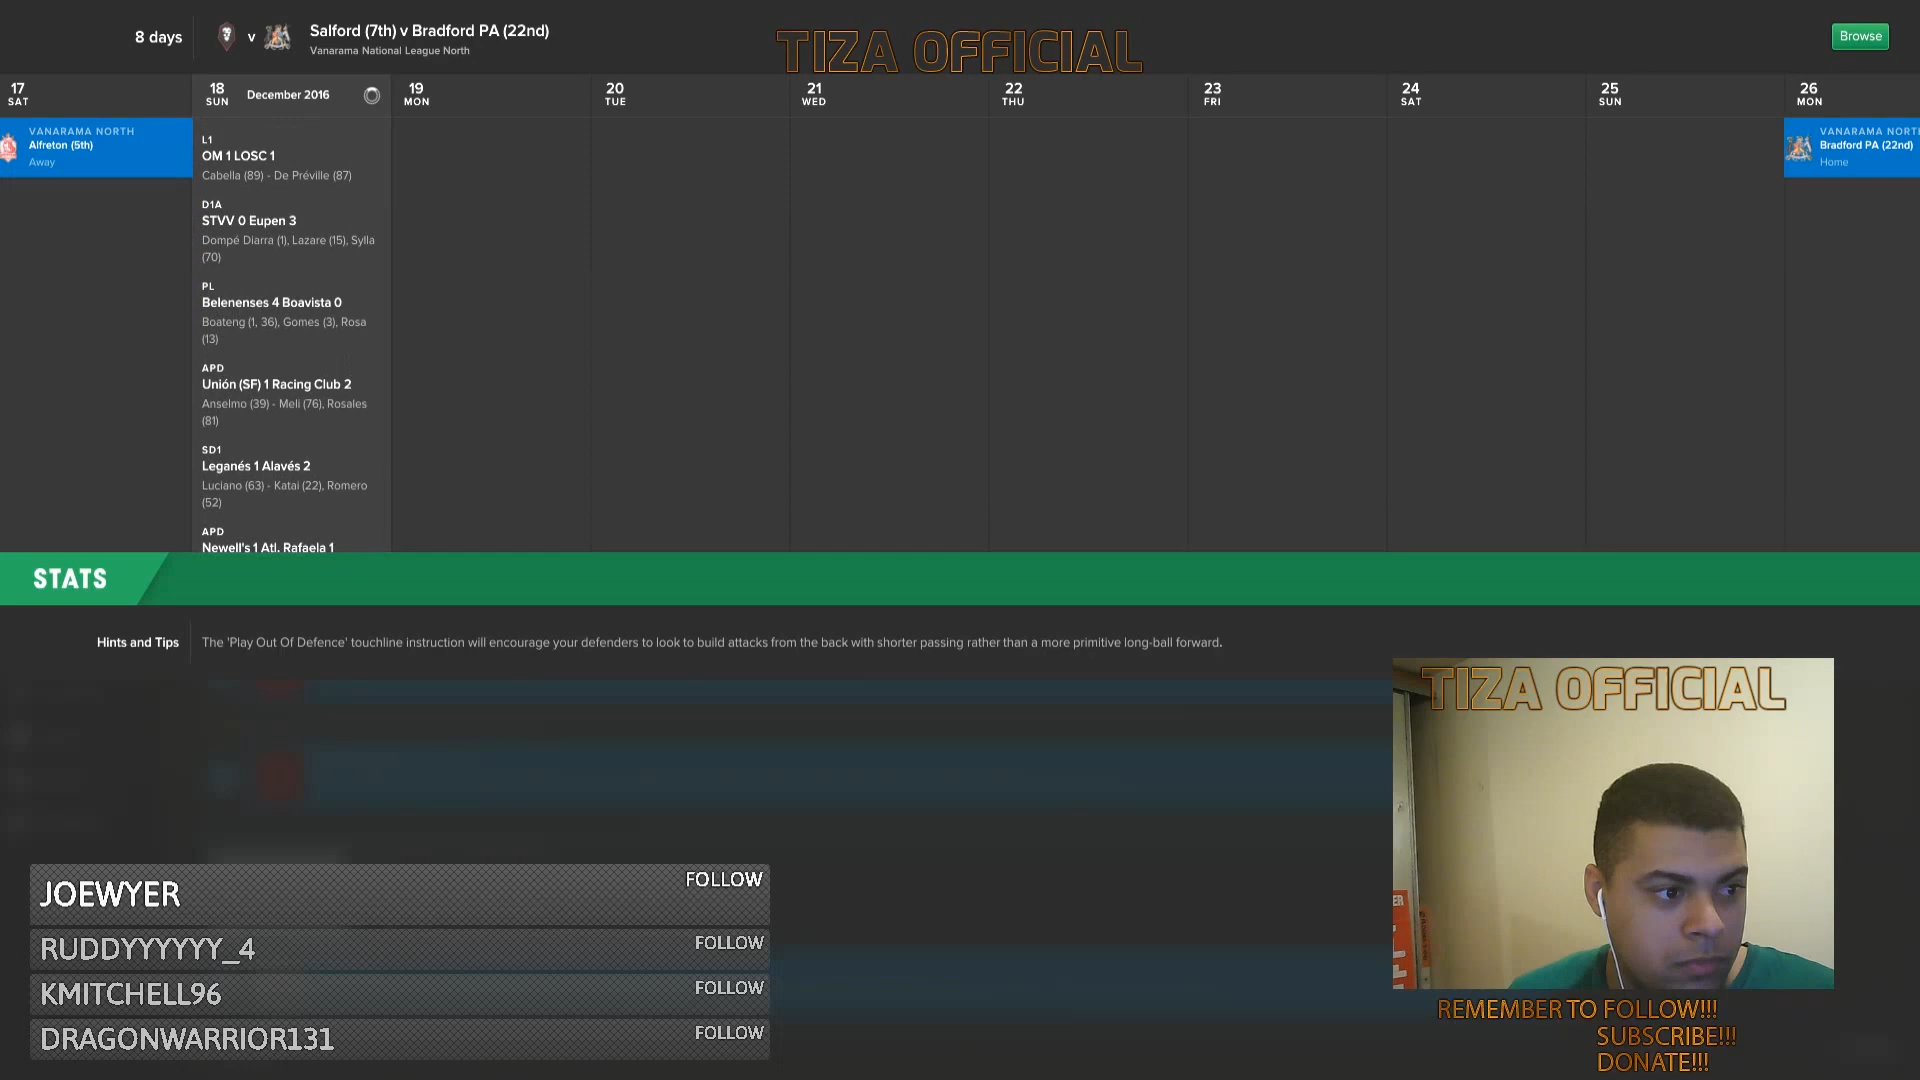 8 days
v
Salford (7th) v Bradford PA (22nd)
Vanarama National League North
TIZA OFFICIAL
Browse
17
SAT
18
SUN
December 2016
19
MON
20
TUE
21
WED
22
THU
23
FRI
24
SAT
25
SUN
26
MON
VANARAMA NORTH
Alfreton (5th)
Away
L1
OM 1 LOSC 1
Cabella (89) - De Préville (87)
D1A
STVV 0 Eupen 3
Dompé Diarra (1), Lazare (15), Sylla
(70)
PL
Belenenses 4 Boavista 0
Boateng (1, 36), Gomes (3), Rosa
(13)
APD
Unión (SF) 1 Racing Club 2
Anselmo (39) - Meli (76), Rosales
(81)
SD1
Leganés 1 Alavés 2
Luciano (63) - Katai (22), Romero
(52)
APD
Newell's 1 Atl. Rafaela 1
VANARAMA NORT
Bradford PA (22nd)
Home
STATS
Hints and Tips
The 'Play Out Of Defence' touchline instruction will encourage your defenders to look to build attacks from the back with shorter passing rather than a more primitive long-ball forward.
TIZA OFFICIAL
JOEWYER FOLLOW
RUDDYYYYYY_4 FOLLOW
KMITCHELL96 FOLLOW
DRAGONWARRIOR131 FOLLOW
REMEMBER TO FOLLOW!!!
SUBSCRIBE!!!
DONATE!!!